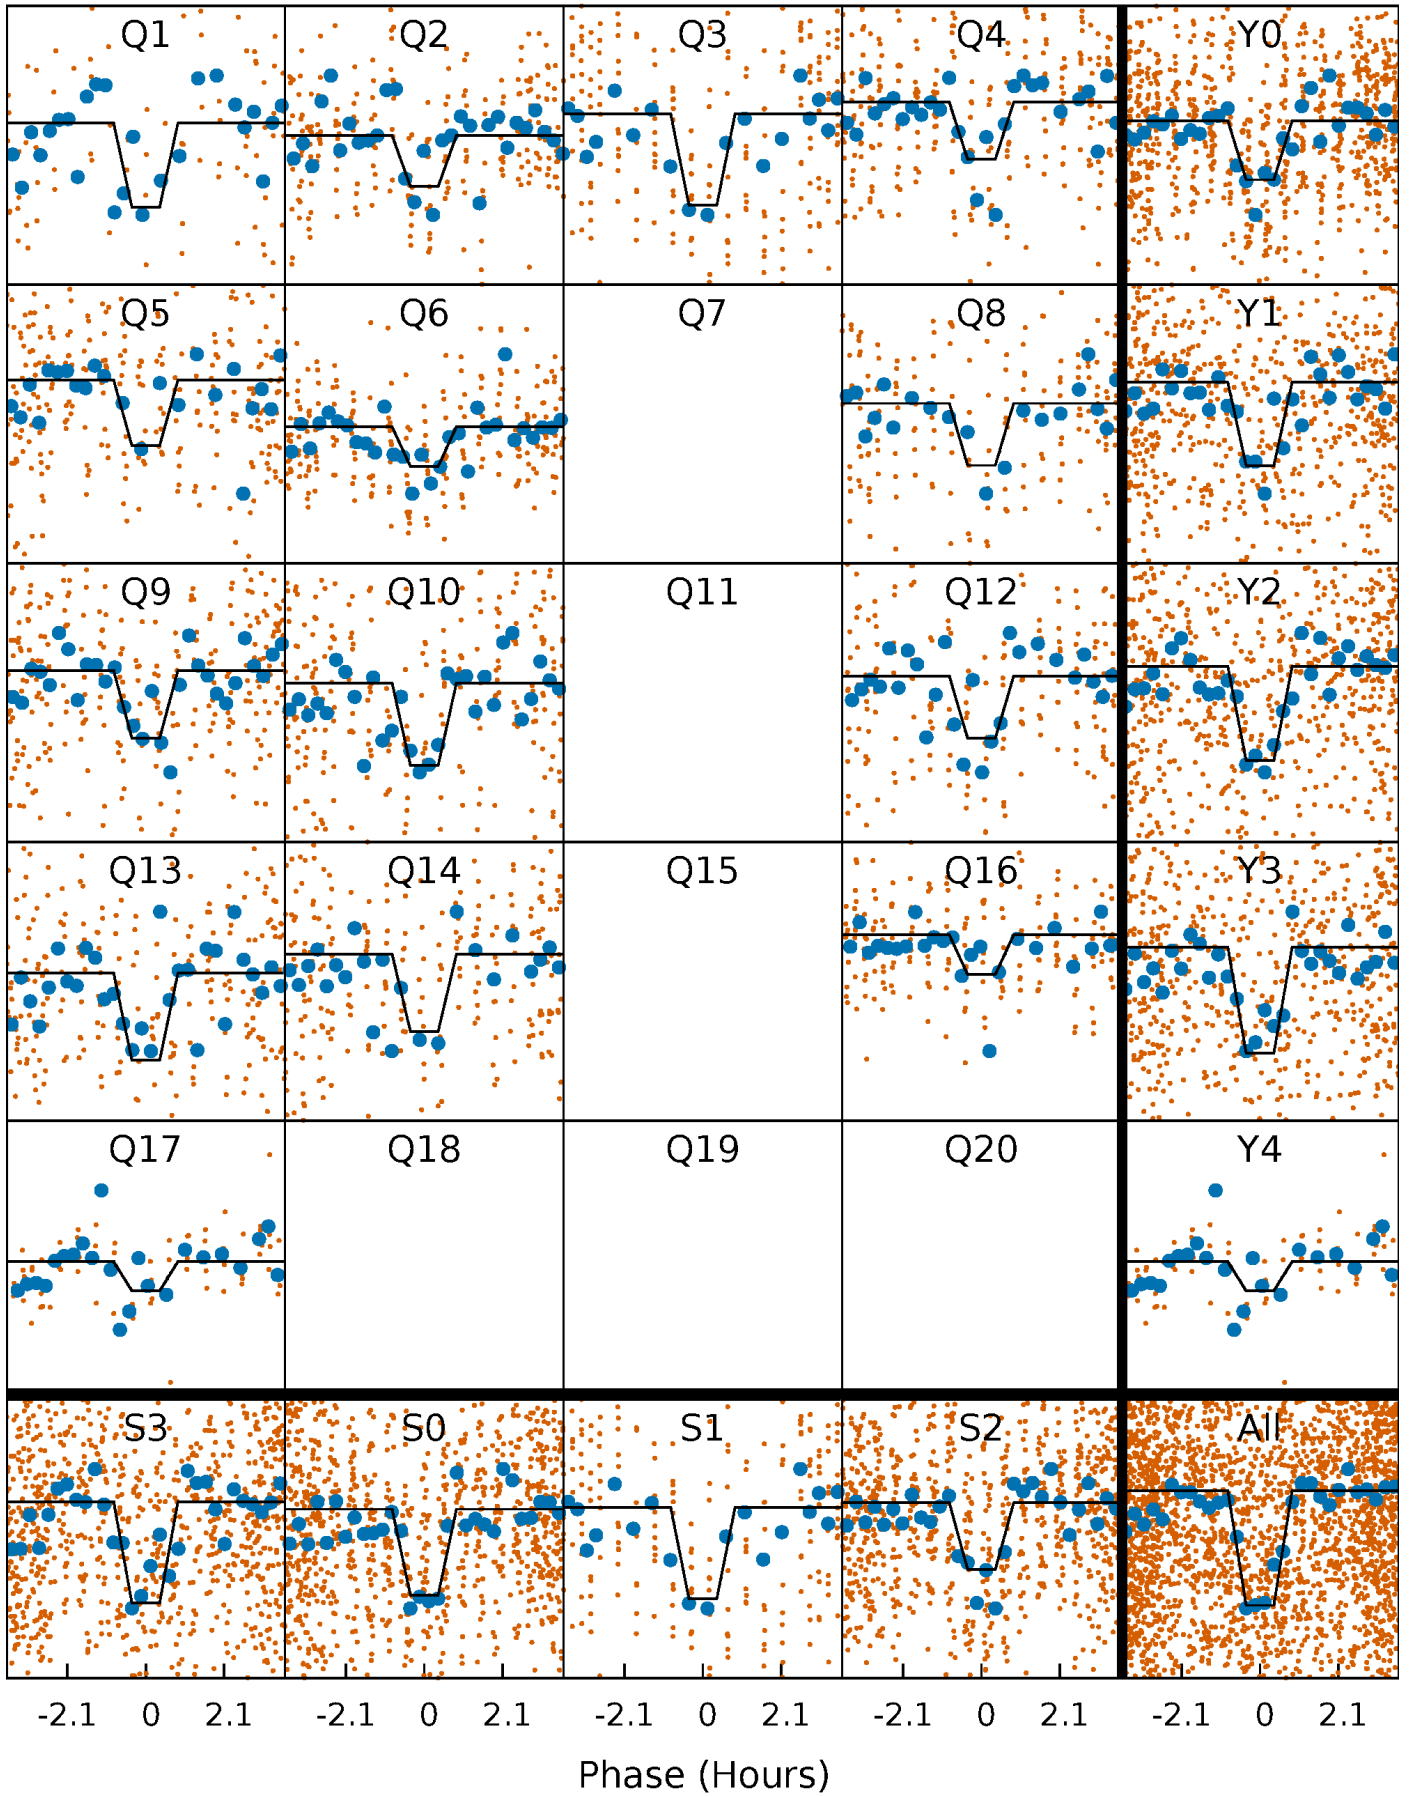 Q1 Q2 Q3 Q4 Y0
Q5 Q6 Q7 Q8 Y1
Q9 Q10 Q11 Q12 Y2
Q13 Q14 Q15 Q16 Y3
Q17 Q18 Q19 Q20 Y4
S3 S0 S1 S2 All
-2.1 0 2.1 -2.1 0 2.1 -2.1 0 2.1 -2.1 0 2.1 -2.1 0 2.1
Phase (Hours)